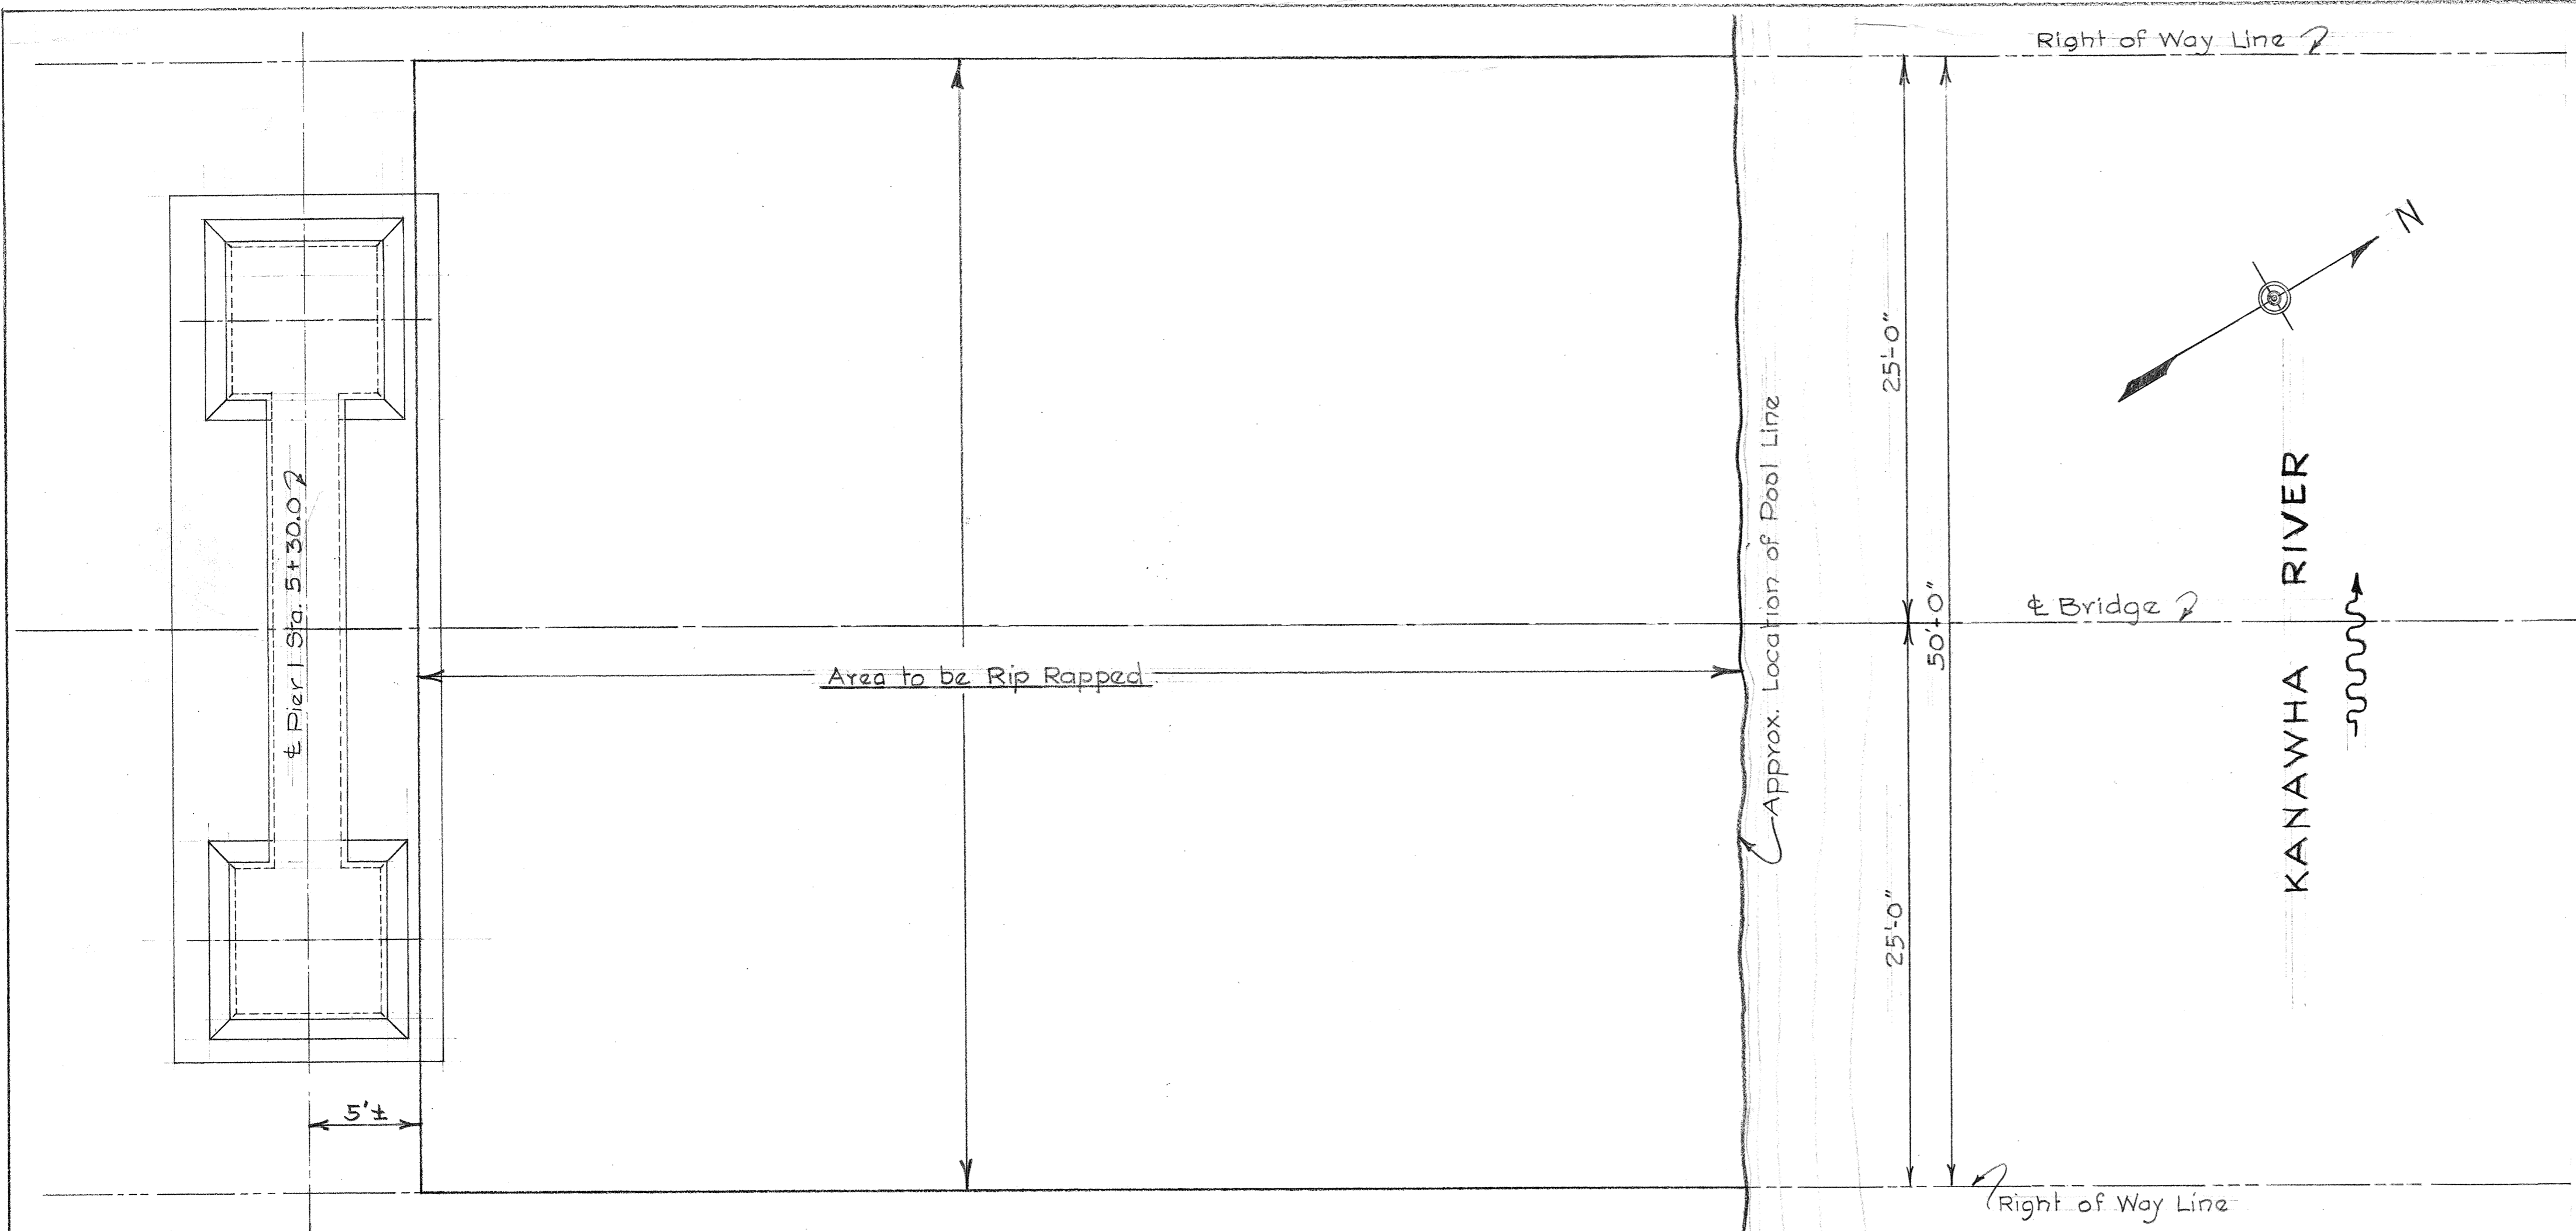 Right of Way Line
N
25'-0"
℄ Pier 1 Sta. 5+30.0
Approx. Location of Pool Line
KANAWHA RIVER
℄ Bridge
50'-0"
Area to be Rip Rapped
25'-0"
5'±
Right of Way Line